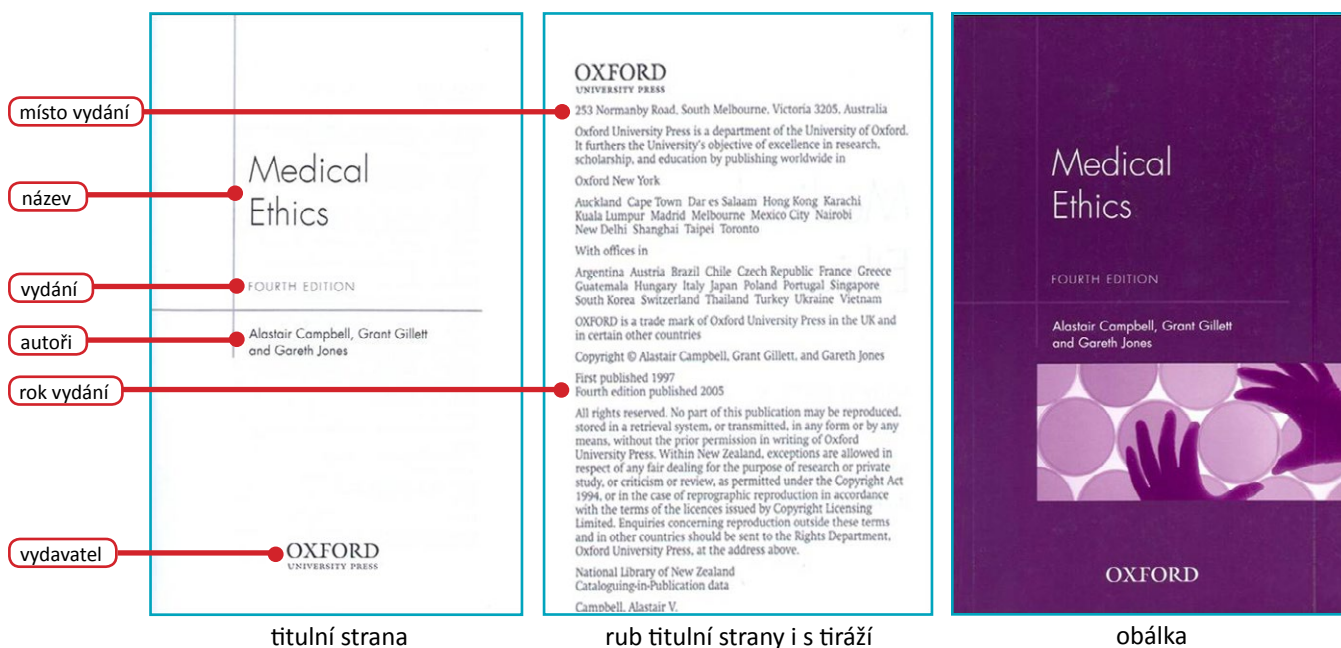 místo vydání
název
vydání
autoři
rok vydání
vydavatel
Medical
Ethics
FOURTH EDITION
Alastair Campbell, Grant Gillett
and Gareth Jones
OXFORD
UNIVERSITY PRESS
titulní strana
OXFORD
UNIVERSITY PRESS
253 Normanby Road, South Melbourne, Victoria 3205, Australia
Oxford University Press is a department of the University of Oxford.
It furthers the University's objective of excellence in research,
scholarship, and education by publishing worldwide in
Oxford New York
Auckland Cape Town Dar es Salaam Hong Kong Karachi
Kuala Lumpur Madrid Melbourne Mexico City Nairobi
New Delhi Shanghai Taipei Toronto
With offices in
Argentina Austria Brazil Chile Czech Republic France Greece
Guatemala Hungary Italy Japan Poland Portugal Singapore
South Korea Switzerland Thailand Turkey Ukraine Vietnam
OXFORD is a trade mark of Oxford University Press in the UK and
in certain other countries
Copyright © Alastair Campbell, Grant Gillett, and Gareth Jones
First published 1997
Fourth edition published 2005
All rights reserved. No part of this publication may be reproduced,
stored in a retrieval system, or transmitted, in any form or by any
means, without the prior permission in writing of Oxford
University Press. Within New Zealand, exceptions are allowed in
respect of any fair dealing for the purpose of research or private
study, or criticism or review, as permitted under the Copyright Act
1994, or in the case of reprographic reproduction in accordance
with the terms of the licences issued by Copyright Licensing
Limited. Enquiries concerning reproduction outside these terms
and in other countries should be sent to the Rights Department,
Oxford University Press, at the address above.
National Library of New Zealand
Cataloguing-in-Publication data
Campbell, Alastair V.
rub titulní strany i s tiráží
Medical
Ethics
FOURTH EDITION
Alastair Campbell, Grant Gillett
and Gareth Jones
OXFORD
obálka